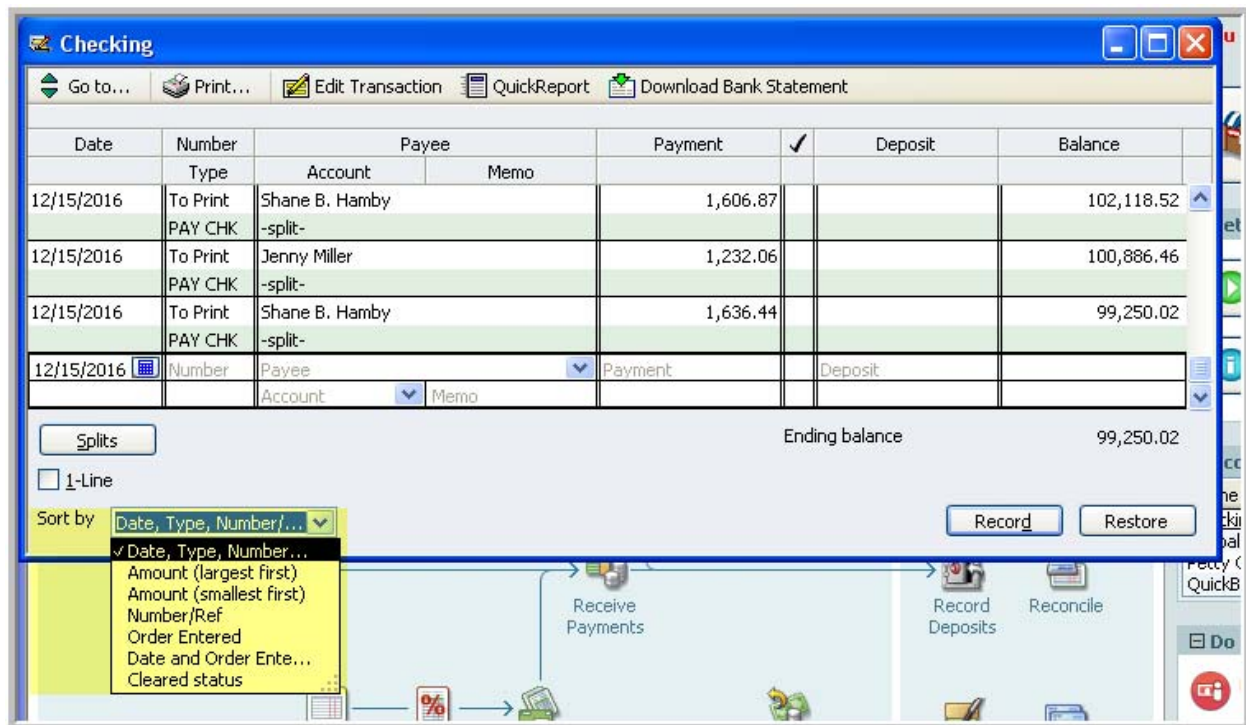 Checking
Go to... Print... Edit Transaction QuickReport Download Bank Statement
Date Number Payee Payment ✓ Deposit Balance
Type Account Memo
12/15/2016 To Print Shane B. Hamby 1,606.87 102,118.52
PAY CHK -split-
12/15/2016 To Print Jenny Miller 1,232.06 100,886.46
PAY CHK -split-
12/15/2016 To Print Shane B. Hamby 1,636.44 99,250.02
PAY CHK -split-
12/15/2016 Number Payee Payment Deposit
Account Memo
Splits Ending balance 99,250.02
1-Line
Sort by Date, Type, Number/... Record Restore
✓ Date, Type, Number...
Amount (largest first)
Amount (smallest first)
Number/Ref
Order Entered
Date and Order Ente...
Cleared status
Receive
Payments
Record
Deposits
Reconcile
QuickB
Do